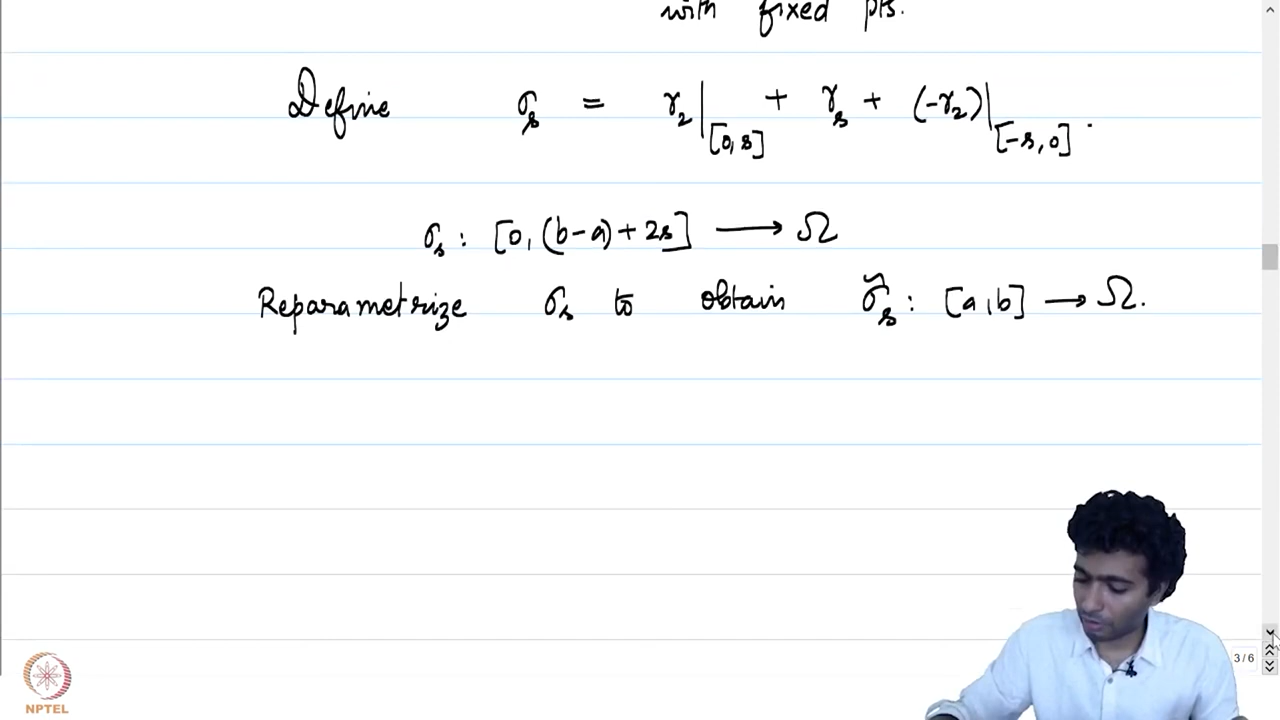 with fixed pts.
Define σ_s = γ_2|_[0,s] + γ_s + (-γ_2)|_[-s,0] .
σ_s : [0, (b-a)+2s] ⟶ Ω
Reparametrize σ_s to obtain σ̃_s : [a,b] ⟶ Ω.
3/6
NPTEL